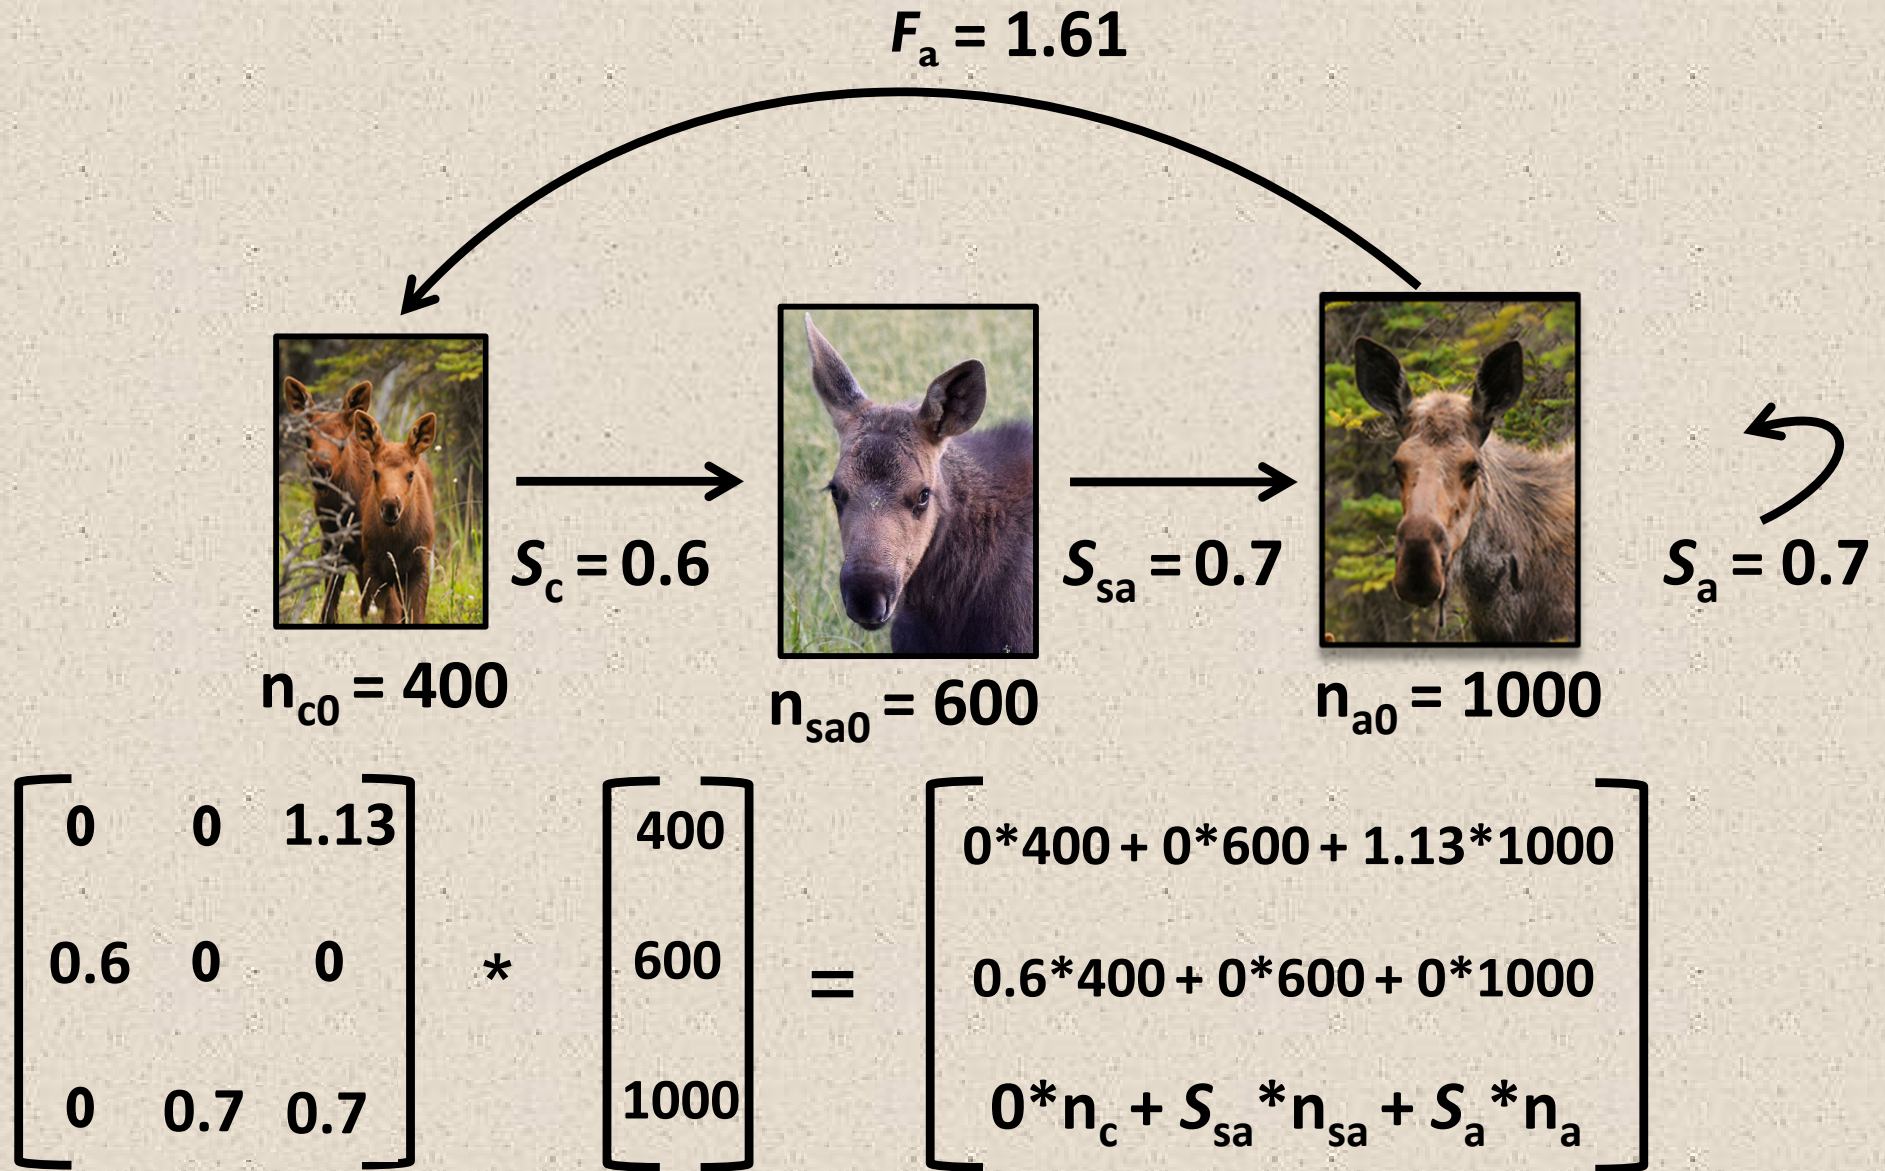 Fa = 1.61
Sc = 0.6
Ssa = 0.7
Sa = 0.7
nc0 = 400
nsa0 = 600
na0 = 1000
0 0 1.13 400 0*400 + 0*600 + 1.13*1000
0.6 0 0 * 600 = 0.6*400 + 0*600 + 0*1000
0 0.7 0.7 1000 0*nc + Ssa*nsa + Sa*na